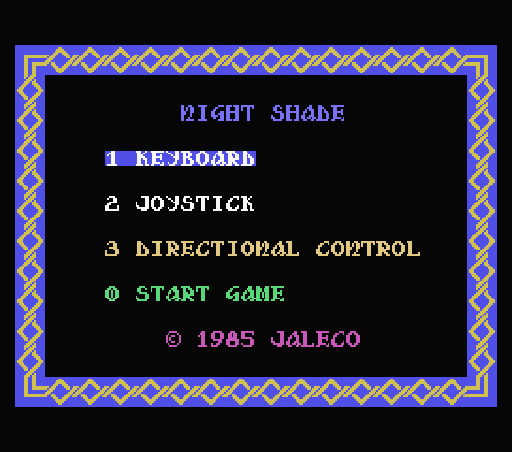 NIGHT SHADE
1 KEYBOARD
2 JOYSTICK
3 DIRECTIONAL CONTROL
0 START GAME
© 1985 JALECO